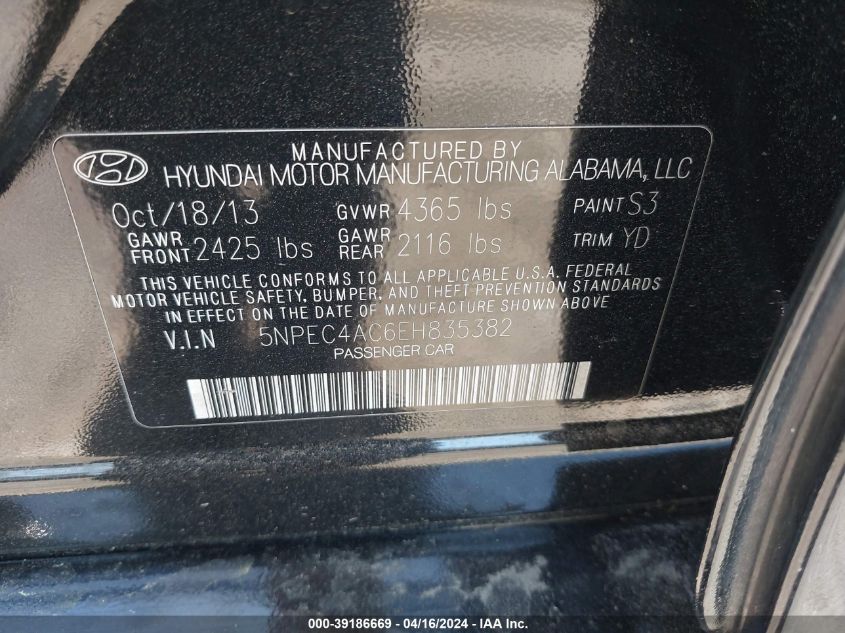 MANUFACTURED BY
HYUNDAI MOTOR MANUFACTURING ALABAMA, LLC
Oct/18/13 GVWR 4365 lbs PAINT S3
GAWR FRONT 2425 lbs GAWR REAR 2116 lbs TRIM YD
THIS VEHICLE CONFORMS TO ALL APPLICABLE U.S.A. FEDERAL
MOTOR VEHICLE SAFETY, BUMPER, AND THEFT PREVENTION STANDARDS
IN EFFECT ON THE DATE OF MANUFACTURE SHOWN ABOVE.
V.I.N 5NPEC4AC6EH835382
PASSENGER CAR
000-39186669 - 04/16/2024 - IAA Inc.